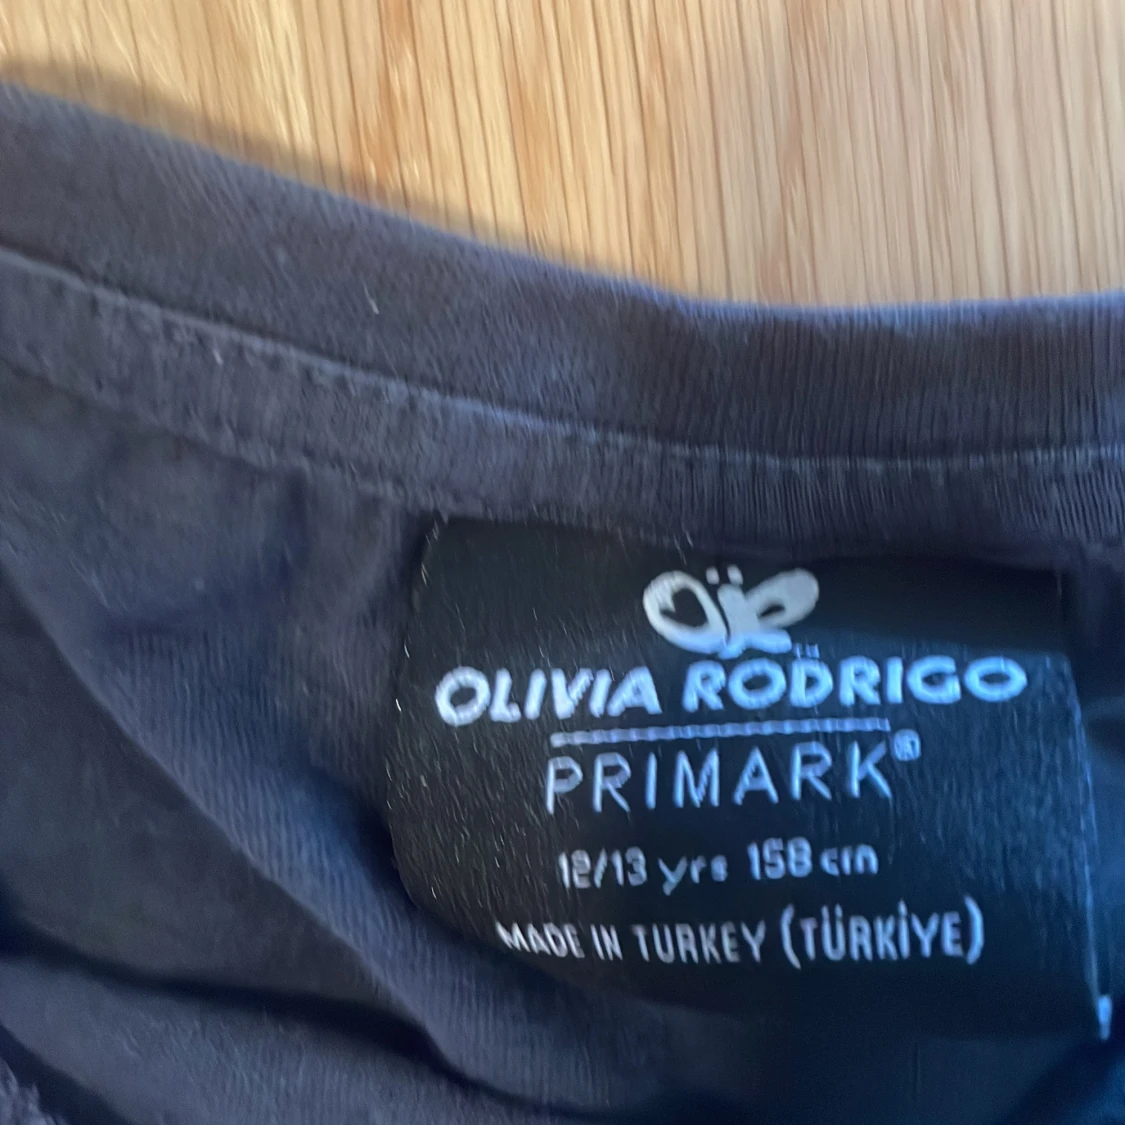 OLIVIA RODRIGO
PRIMARK®
12/13 yrs 158 cm
MADE IN TURKEY (TÜRKİYE)